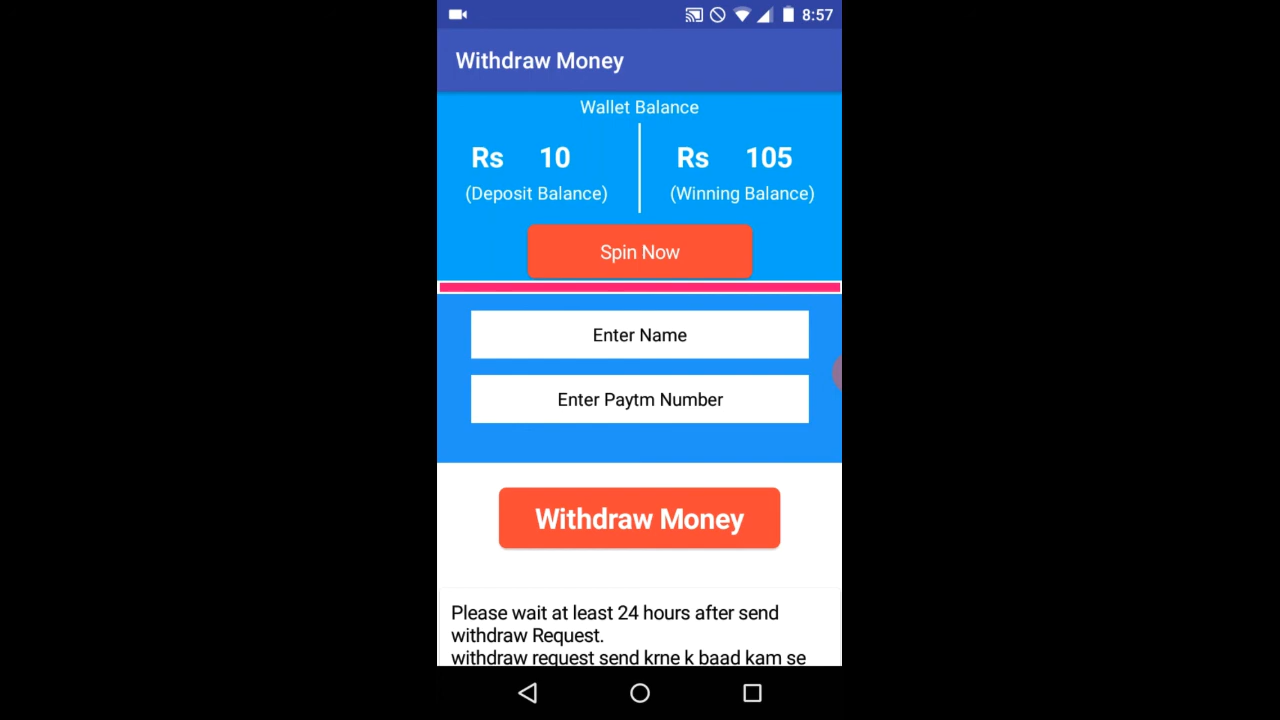 8:57
Withdraw Money
Wallet Balance
Rs 10 Rs 105
(Deposit Balance) (Winning Balance)
Spin Now
Enter Name
Enter Paytm Number
Withdraw Money
Please wait at least 24 hours after send
withdraw Request.
withdraw request send krne k baad kam se